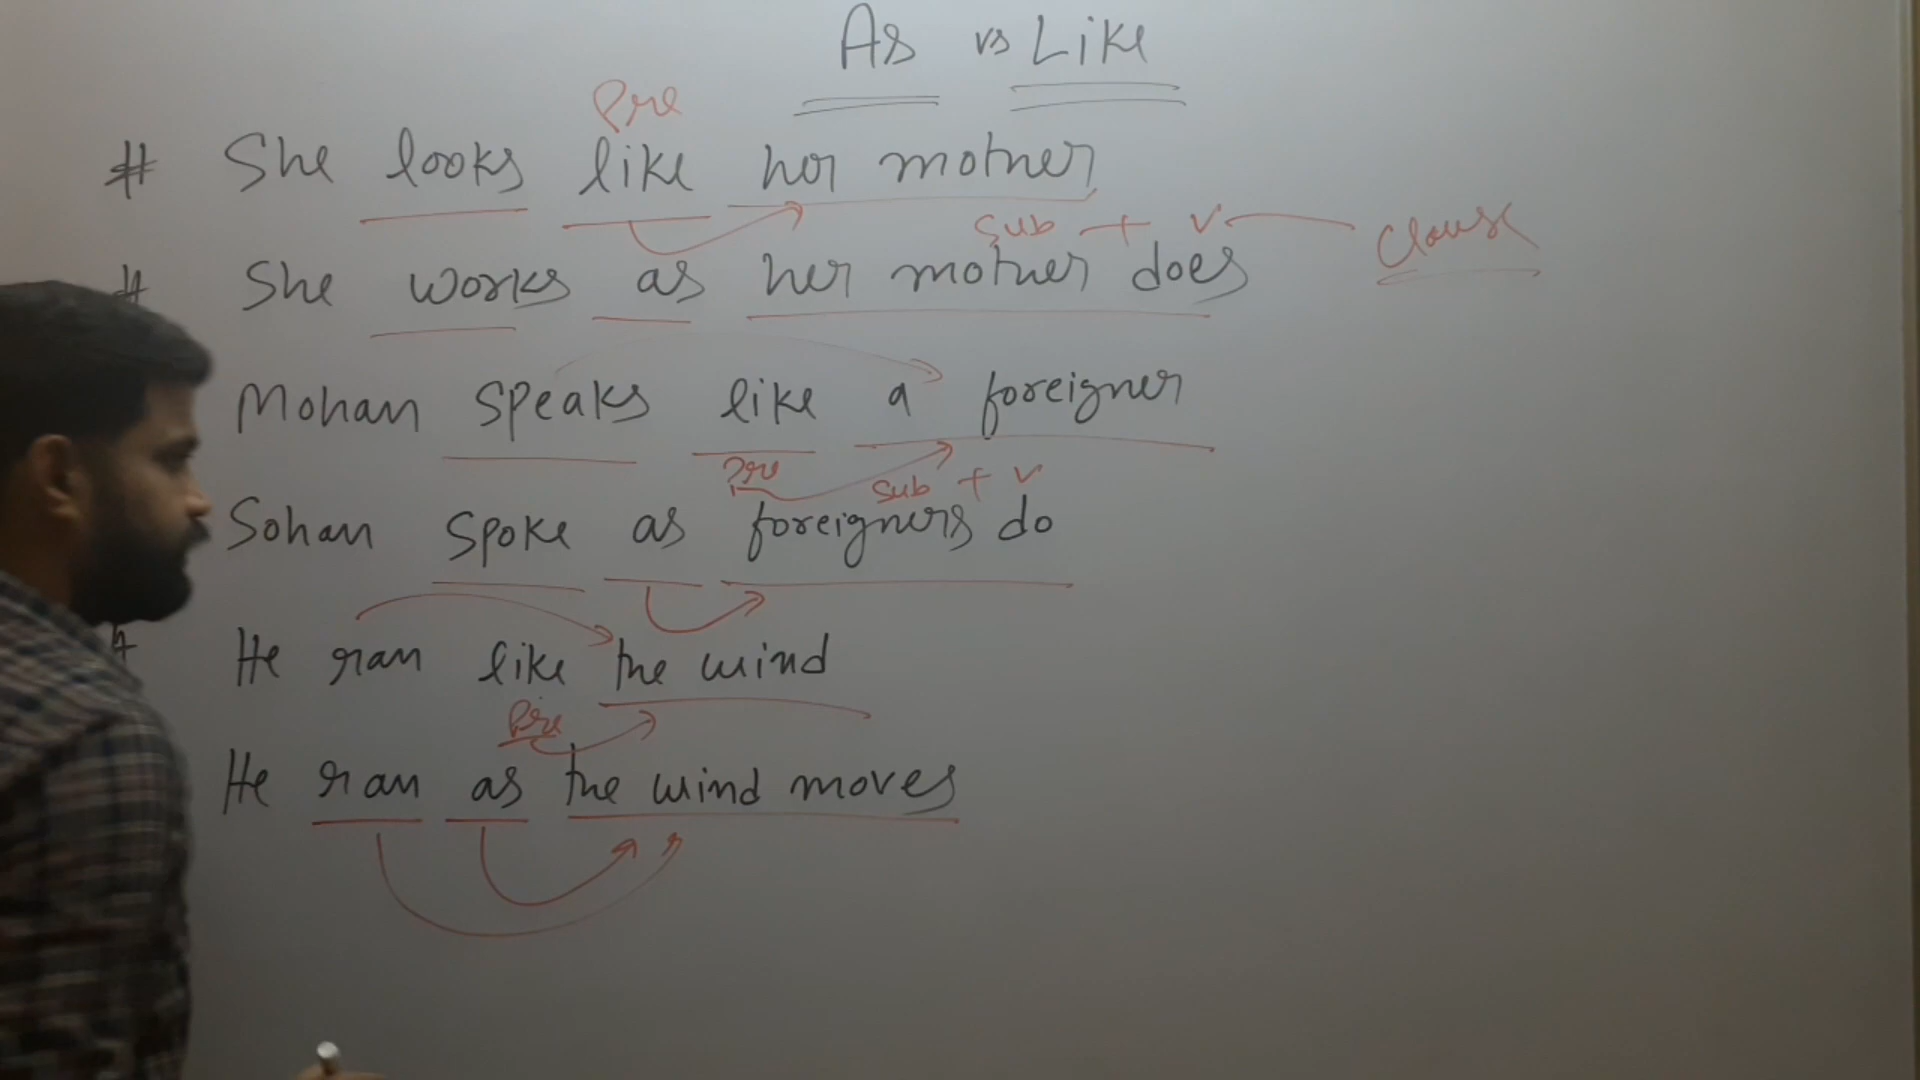 As vs Like
Pre
# She looks like her mother
Sub + V Clause
# She works as her mother does
Mohan speaks like a foreigner
Pre Sub + V
Sohan spoke as foreigners do
# He ran like the wind
Pre
He ran as the wind moves